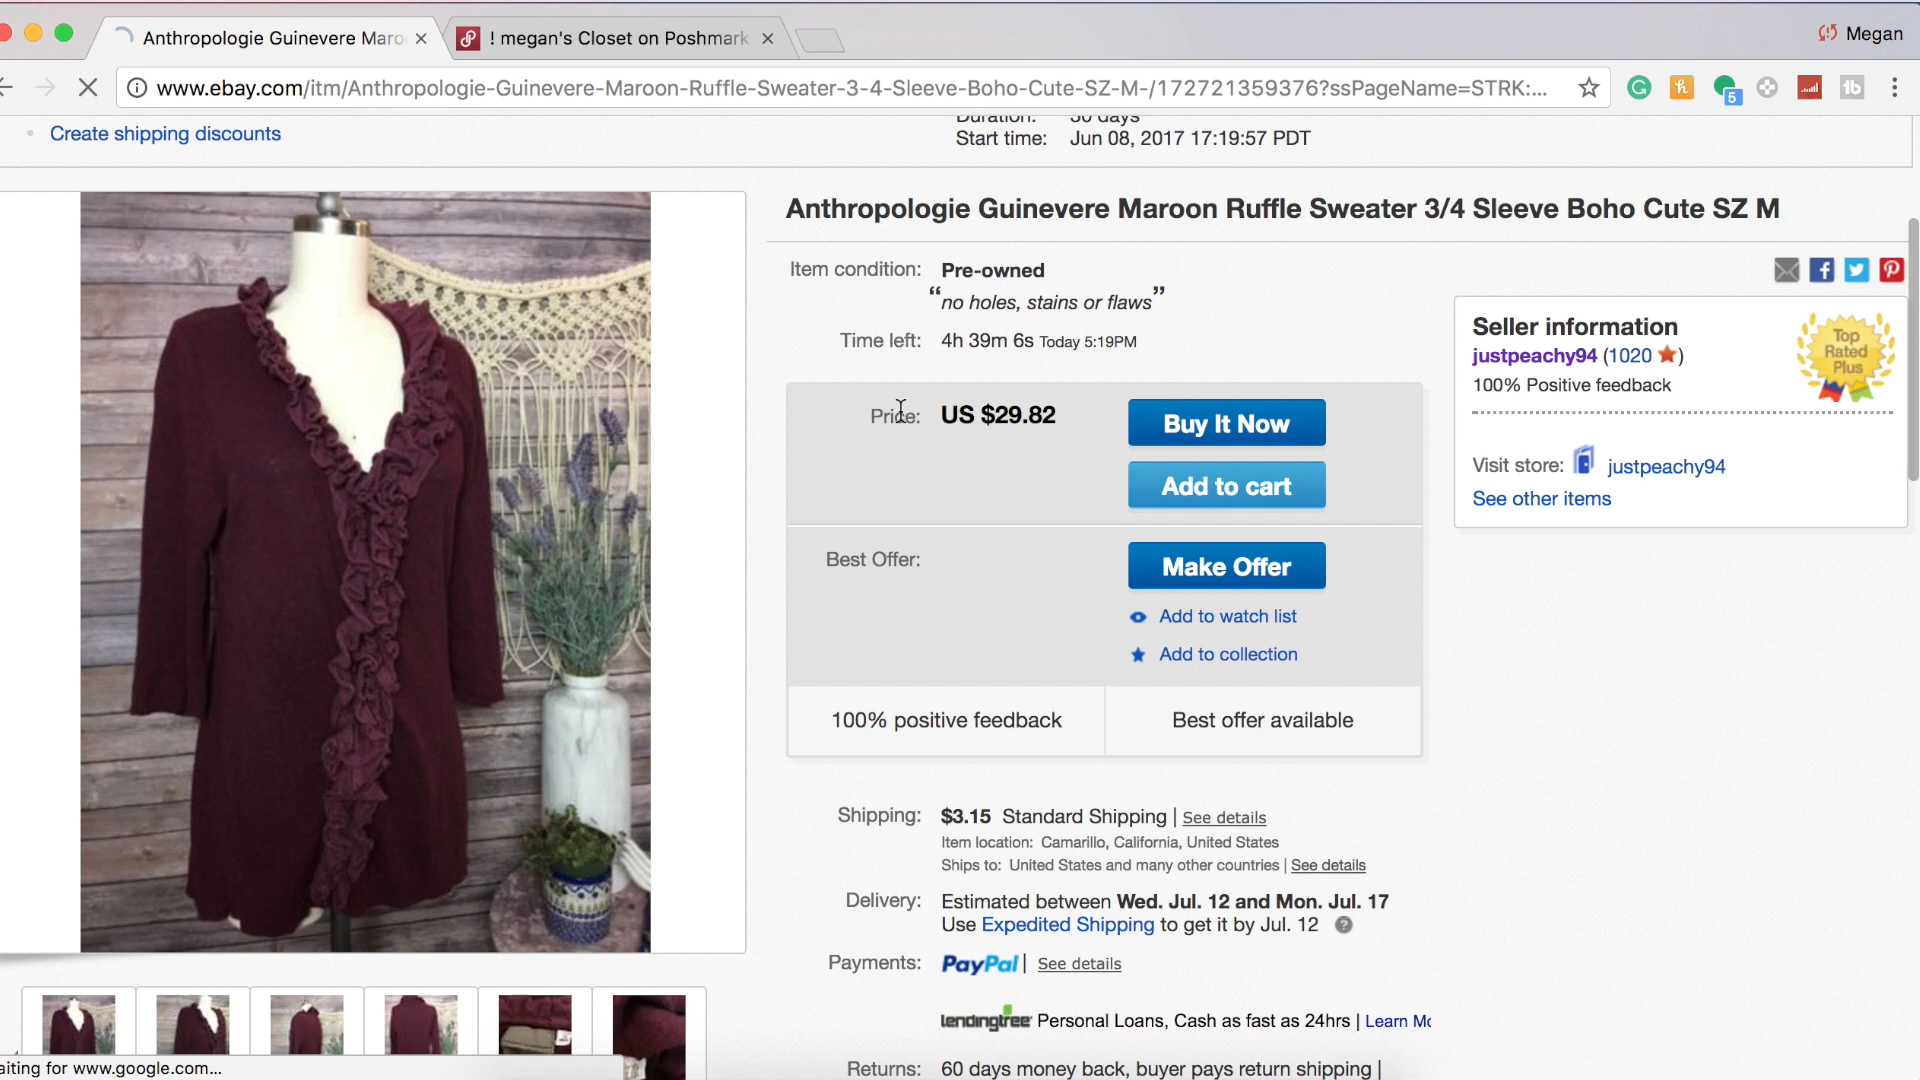 Anthropologie Guinevere Maro
! megan's Closet on Poshmark
Megan
www.ebay.com/itm/Anthropologie-Guinevere-Maroon-Ruffle-Sweater-3-4-Sleeve-Boho-Cute-SZ-M-/172721359376?ssPageName=STRK:...
5
Create shipping discounts
Duration: 30 days
Start time: Jun 08, 2017 17:19:57 PDT
Anthropologie Guinevere Maroon Ruffle Sweater 3/4 Sleeve Boho Cute SZ M
Item condition: Pre-owned
“no holes, stains or flaws”
Time left: 4h 39m 6s Today 5:19PM
Price: US $29.82
Buy It Now
Add to cart
Best Offer:
Make Offer
Add to watch list
Add to collection
100% positive feedback
Best offer available
Seller information
justpeachy94 (1020 )
100% Positive feedback
Top
Rated
Plus
Visit store: justpeachy94
See other items
Shipping: $3.15 Standard Shipping | See details
Item location: Camarillo, California, United States
Ships to: United States and many other countries | See details
Delivery: Estimated between Wed. Jul. 12 and Mon. Jul. 17
Use Expedited Shipping to get it by Jul. 12 ?
Payments: PayPal | See details
lendingtree Personal Loans, Cash as fast as 24hrs | Learn Mo
Returns: 60 days money back, buyer pays return shipping |
aiting for www.google.com...